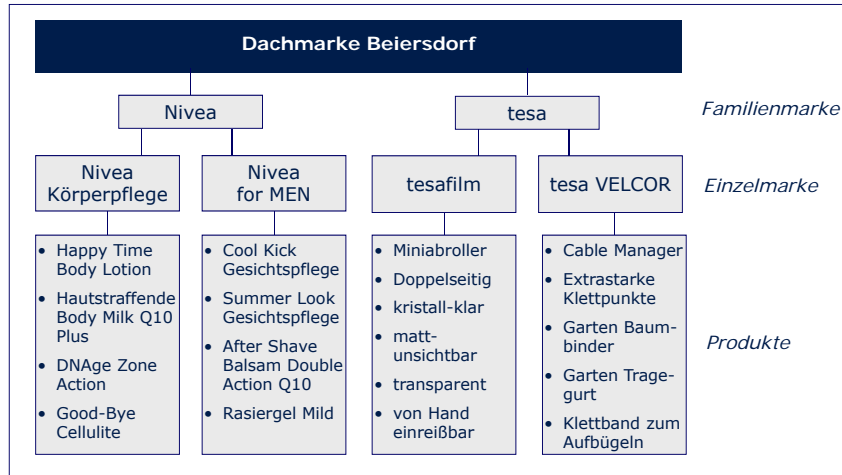 Dachmarke Beiersdorf
Nivea
tesa
Familienmarke
Nivea
Körperpflege
Nivea
for MEN
tesafilm
tesa VELCOR
Einzelmarke
• Happy Time
Body Lotion
• Hautstraffende
Body Milk Q10
Plus
• DNAge Zone
Action
• Good-Bye
Cellulite
• Cool Kick
Gesichtspflege
• Summer Look
Gesichtspflege
• After Shave
Balsam Double
Action Q10
• Rasiergel Mild
• Miniabroller
• Doppelseitig
• kristall-klar
• matt-
unsichtbar
• transparent
• von Hand
einreißbar
• Cable Manager
• Extrastarke
Klettpunkte
• Garten Baum-
binder
• Garten Trage-
gurt
• Klettband zum
Aufbügeln
Produkte